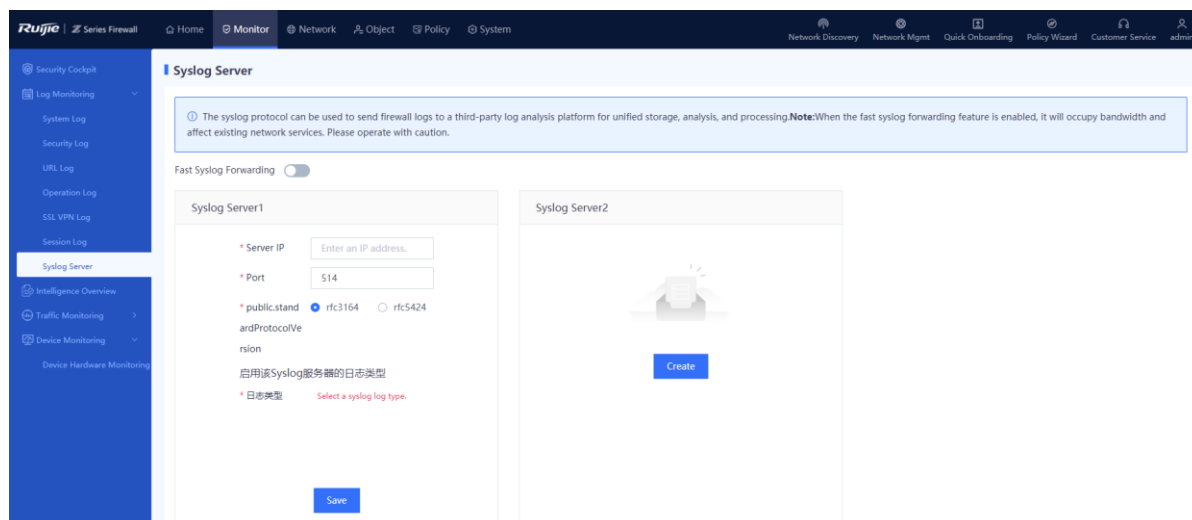 Ruijie | Z Series Firewall
Home
Monitor
Network
Object
Policy
System
Network Discovery
Network Mgmt
Quick Onboarding
Policy Wizard
Customer Service
admin
Security Cockpit
Log Monitoring
System Log
Security Log
URL Log
Operation Log
SSL VPN Log
Session Log
Syslog Server
Intelligence Overview
Traffic Monitoring
Device Monitoring
Device Hardware Monitoring
Syslog Server
The syslog protocol can be used to send firewall logs to a third-party log analysis platform for unified storage, analysis, and processing.Note:When the fast syslog forwarding feature is enabled, it will occupy bandwidth and
affect existing network services. Please operate with caution.
Fast Syslog Forwarding
Syslog Server1
* Server IP
Enter an IP address.
* Port
514
* public.stand
ardProtocolVe
rsion
rfc3164
rfc5424
启用该Syslog服务器的日志类型
* 日志类型
Select a syslog log type.
Save
Syslog Server2
Create